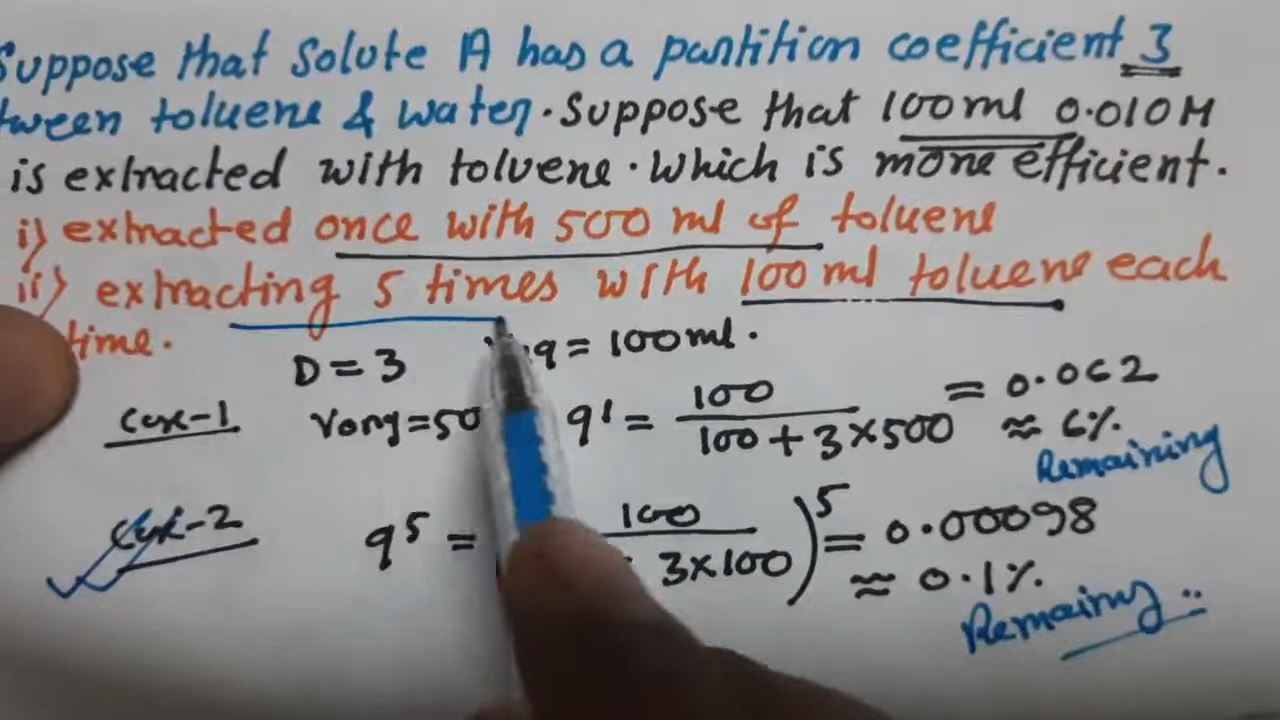 Suppose that Solute A has a partition coefficient 3
tween toluene & water. Suppose that 100ml 0.010M
is extracted with toluene. Which is more efficient.
i) extracted once with 500 ml of toluene
ii) extracting 5 times with 100 ml toluene each
time.
D = 3 q = 100ml.
Case-1 Vorg = 50 q¹ = 100 / 100 + 3×500 = 0.062
≈ 6%.
Remaining
Case-2 q⁵ = 100 / 3×100 )⁵ = 0.00098
≈ 0.1%.
Remaining..